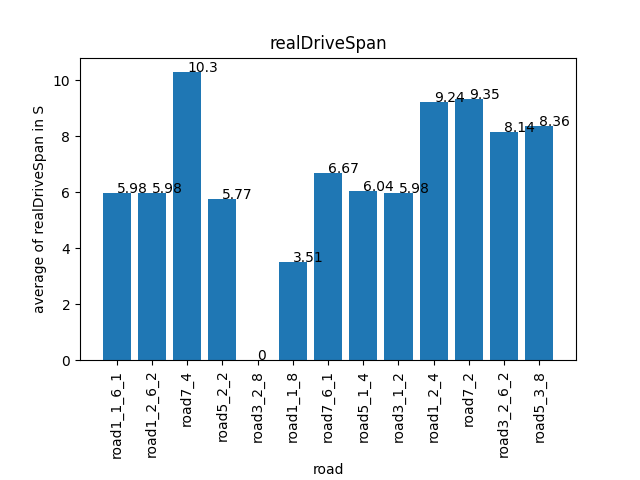 realDriveSpan
average of realDriveSpan in S
10
8
6
4
2
0
5.98
5.98
10.3
5.77
0
3.51
6.67
6.04
5.98
9.24
9.35
8.14
8.36
road1_1_6_1
road1_2_6_2
road7_4
road5_2_2
road3_2_8
road1_1_8
road7_6_1
road5_1_4
road3_1_2
road1_2_4
road7_2
road3_2_6_2
road5_3_8
road